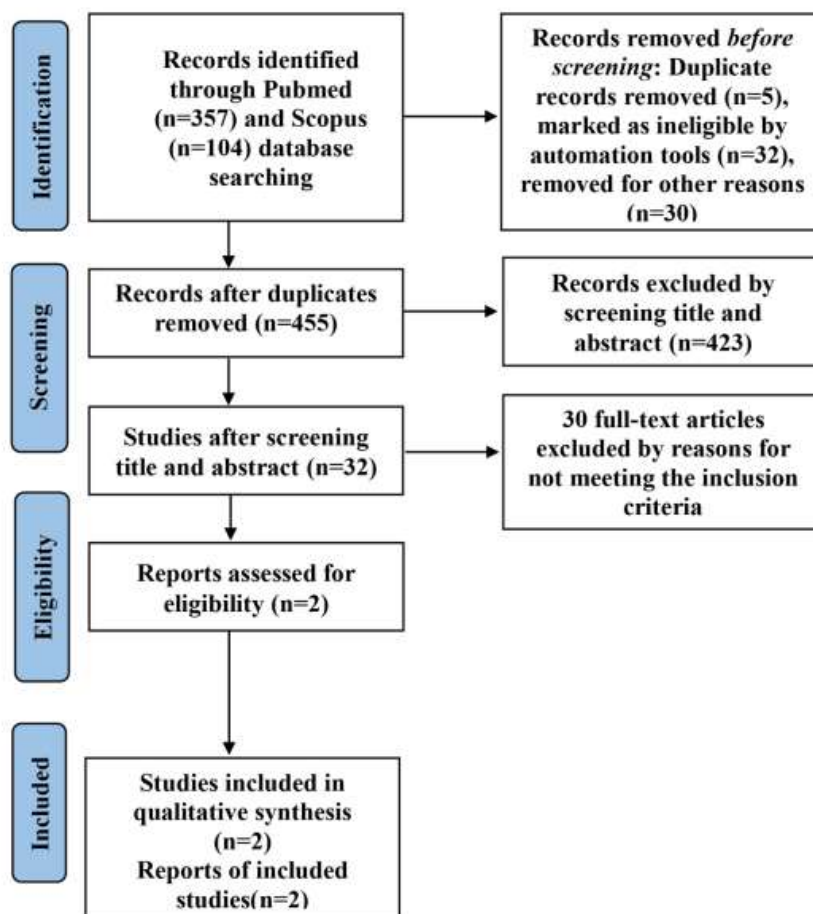 Identification
Records identified
through Pubmed
(n=357) and Scopus
(n=104) database
searching
Records removed before
screening: Duplicate
records removed (n=5),
marked as ineligible by
automation tools (n=32),
removed for other reasons
(n=30)
Screening
Records after duplicates
removed (n=455)
Records excluded by
screening title and
abstract (n=423)
Studies after screening
title and abstract (n=32)
30 full-text articles
excluded by reasons for
not meeting the inclusion
criteria
Eligibility
Reports assessed for
eligibility (n=2)
Included
Studies included in
qualitative synthesis
(n=2)
Reports of included
studies(n=2)